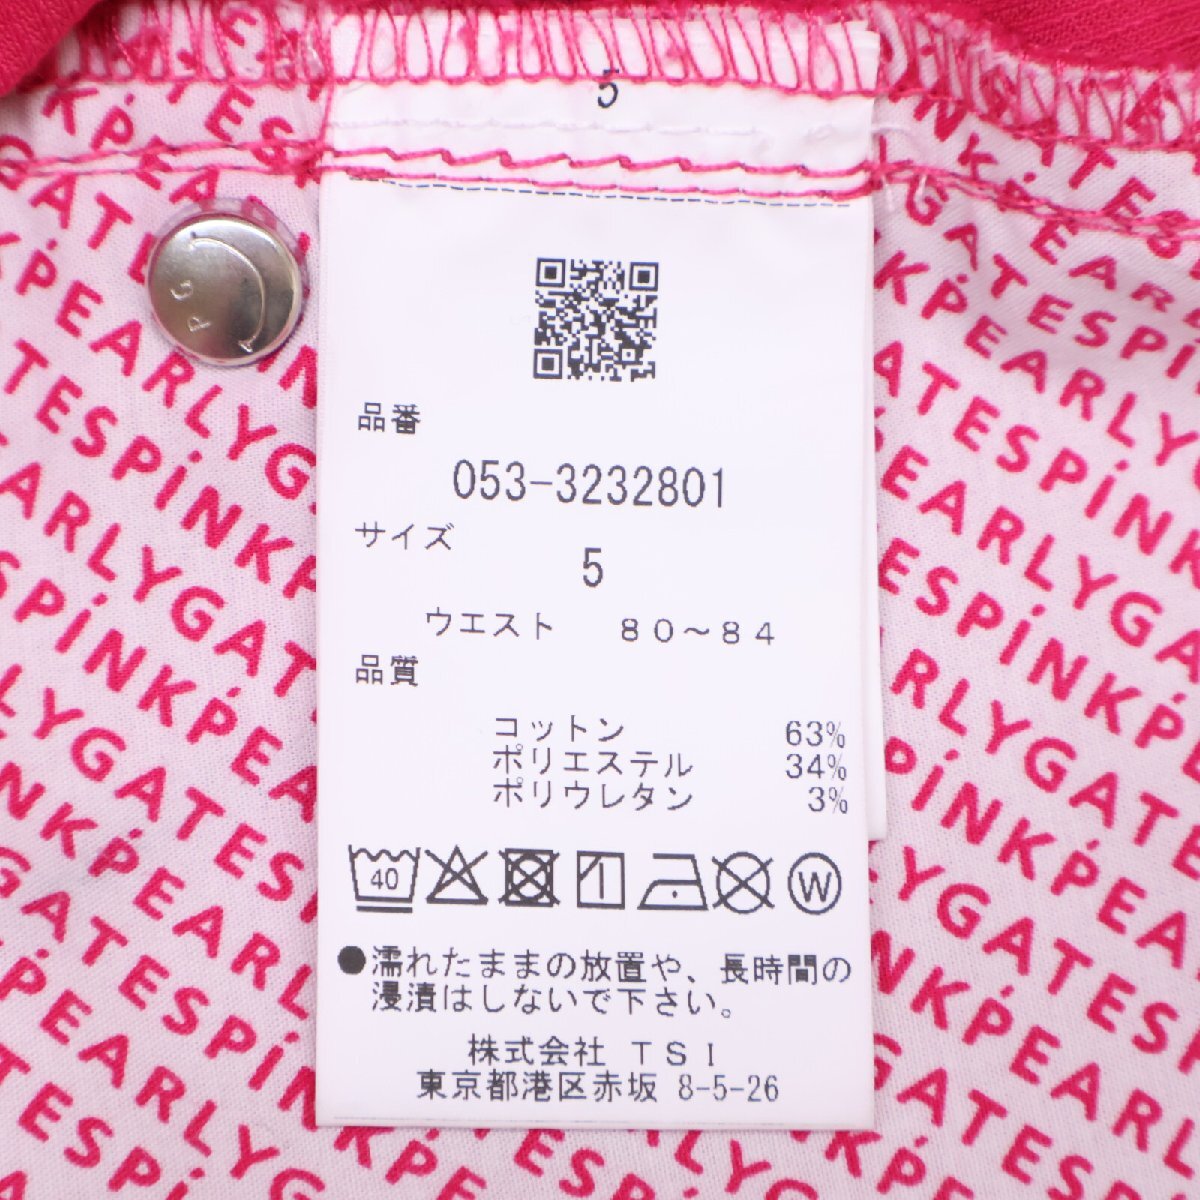 5
品番
053-3232801
サイズ
5
ウエスト 80～84
品質
コットン 63%
ポリエステル 34%
ポリウレタン 3%
40
W
●濡れたままの放置や、長時間の
浸漬はしないで下さい。
株式会社 TSI
東京都港区赤坂 8-5-26
P G
PINKPEARLYGATESPINKPEARLYGATES